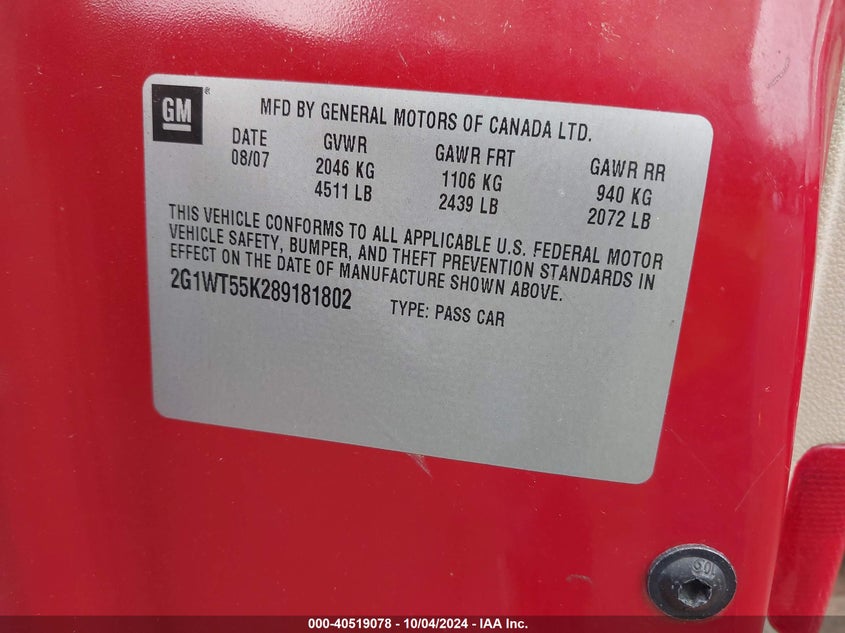 GM
MFD BY GENERAL MOTORS OF CANADA LTD.
DATE GVWR GAWR FRT GAWR RR
08/07 2046 KG 1106 KG 940 KG
4511 LB 2439 LB 2072 LB
THIS VEHICLE CONFORMS TO ALL APPLICABLE U.S. FEDERAL MOTOR
VEHICLE SAFETY, BUMPER, AND THEFT PREVENTION STANDARDS IN
EFFECT ON THE DATE OF MANUFACTURE SHOWN ABOVE.
2G1WT55K289181802 TYPE: PASS CAR
000-40519078 - 10/04/2024 - IAA Inc.